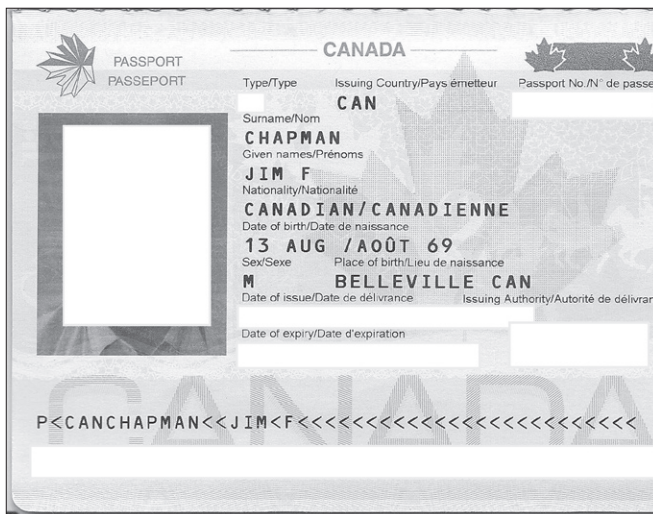 PASSPORT
PASSEPORT
CANADA
Type/Type Issuing Country/Pays émetteur Passport No./N° de passe
CAN
Surname/Nom
CHAPMAN
Given names/Prénoms
JIM F
Nationality/Nationalité
CANADIAN/CANADIENNE
Date of birth/Date de naissance
13 AUG /AOÛT 69
Sex/Sexe Place of birth/Lieu de naissance
M BELLEVILLE CAN
Date of issue/Date de délivrance Issuing Authority/Autorité de délivran
Date of expiry/Date d'expiration
CANADA
P<CANCHAPMAN<<JIM<F<<<<<<<<<<<<<<<<<<<<<<<<<